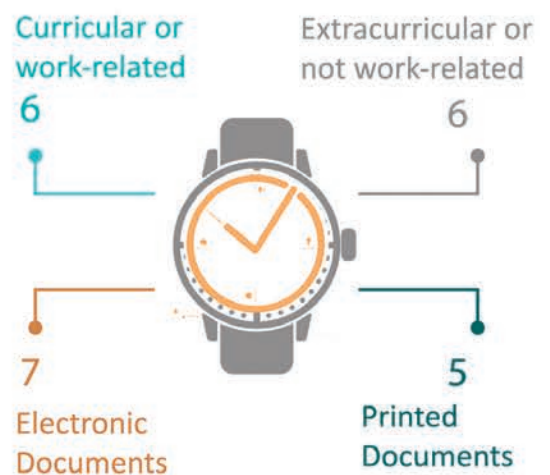 Curricular or
work-related
6
Extracurricular or
not work-related
6
7
Electronic
Documents
5
Printed
Documents